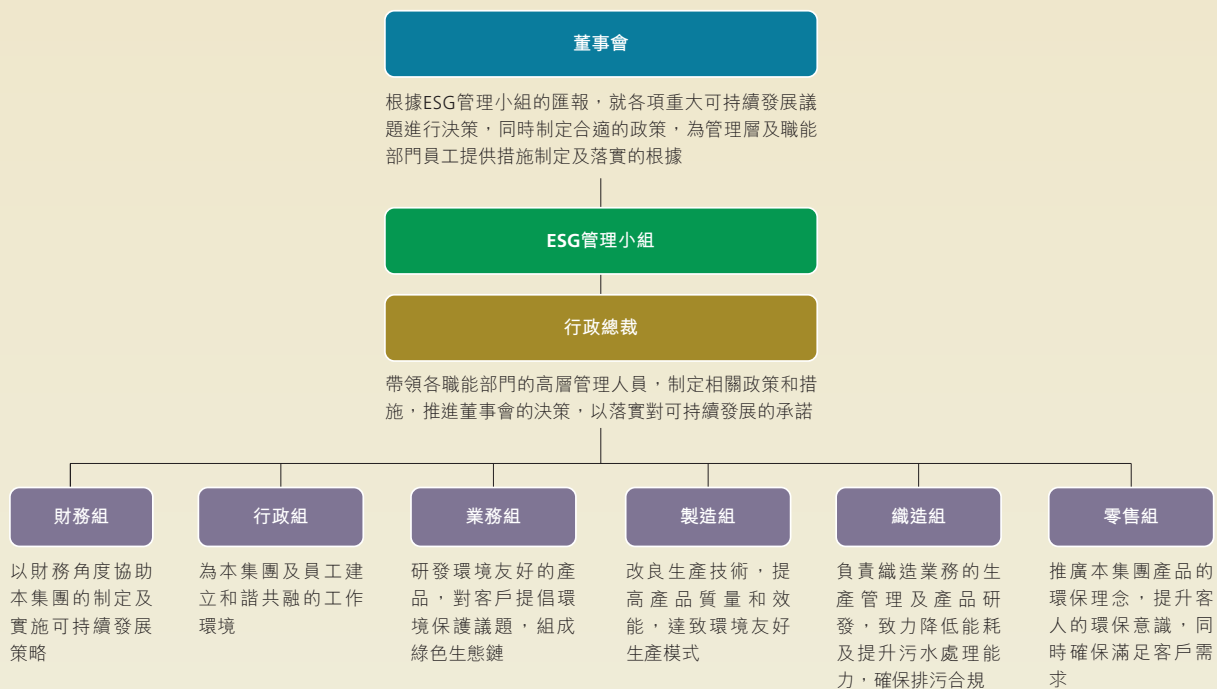 董事會
根據ESG管理小組的匯報，就各項重大可持續發展議
題進行決策，同時制定合適的政策，為管理層及職能
部門員工提供措施制定及落實的根據
ESG管理小組
行政總裁
帶領各職能部門的高層管理人員，制定相關政策和措
施，推進董事會的決策，以落實對可持續發展的承諾
財務組
以財務角度協助
本集團的制定及
實施可持續發展
策略
行政組
為本集團及員工建
立和諧共融的工作
環境
業務組
研發環境友好的產
品，對客戶提倡環
境保護議題，組成
綠色生態鏈
製造組
改良生產技術，提
高產品質量和效
能，達致環境友好
生產模式
織造組
負責織造業務的生
產管理及產品研
發，致力降低能耗
及提升污水處理能
力，確保排污合規
零售組
推廣本集團產品的
環保理念，提升客
人的環保意識，同
時確保滿足客戶需
求